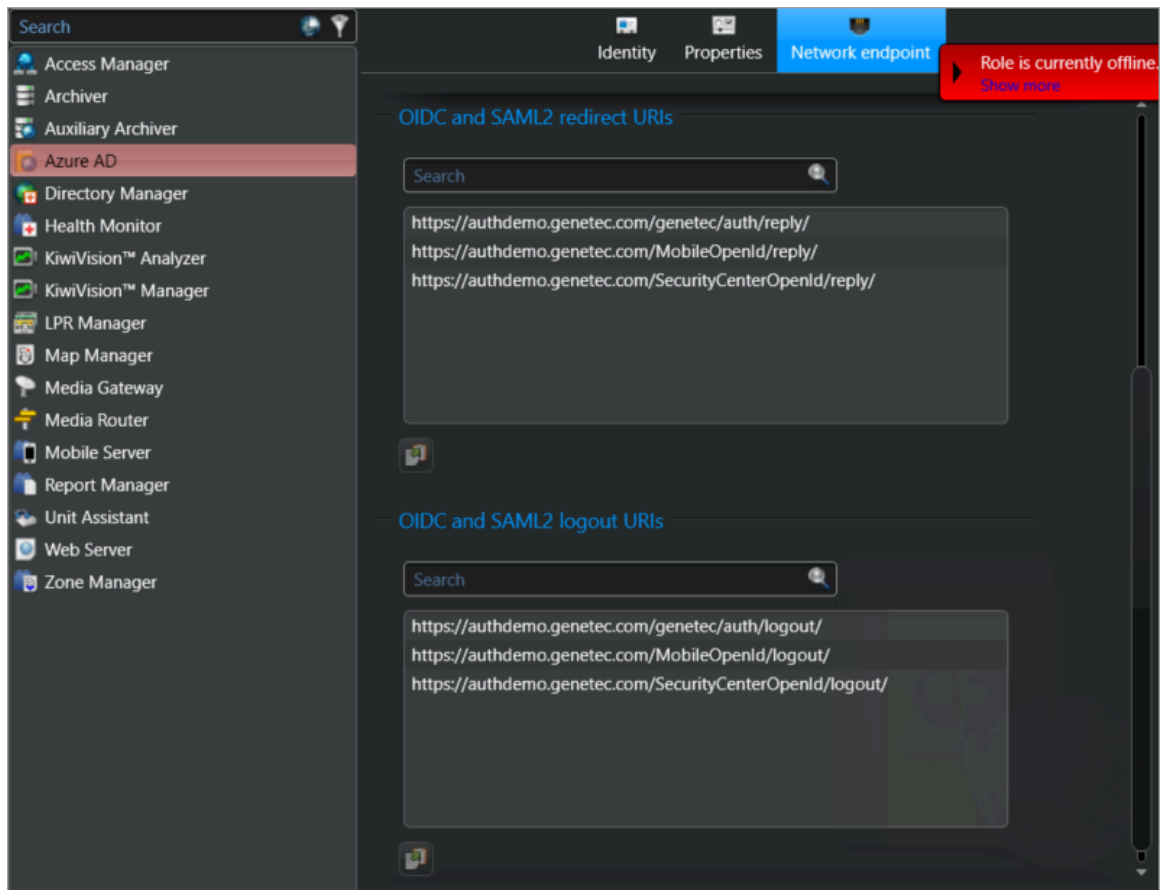 Search
Access Manager
Archiver
Auxiliary Archiver
Azure AD
Directory Manager
Health Monitor
KiwiVision™ Analyzer
KiwiVision™ Manager
LPR Manager
Map Manager
Media Gateway
Media Router
Mobile Server
Report Manager
Unit Assistant
Web Server
Zone Manager
Identity
Properties
Network endpoint
Role is currently offline.
Show more
OIDC and SAML2 redirect URIs
Search
https://authdemo.genetec.com/genetec/auth/reply/
https://authdemo.genetec.com/MobileOpenId/reply/
https://authdemo.genetec.com/SecurityCenterOpenId/reply/
OIDC and SAML2 logout URIs
Search
https://authdemo.genetec.com/genetec/auth/logout/
https://authdemo.genetec.com/MobileOpenId/logout/
https://authdemo.genetec.com/SecurityCenterOpenId/logout/